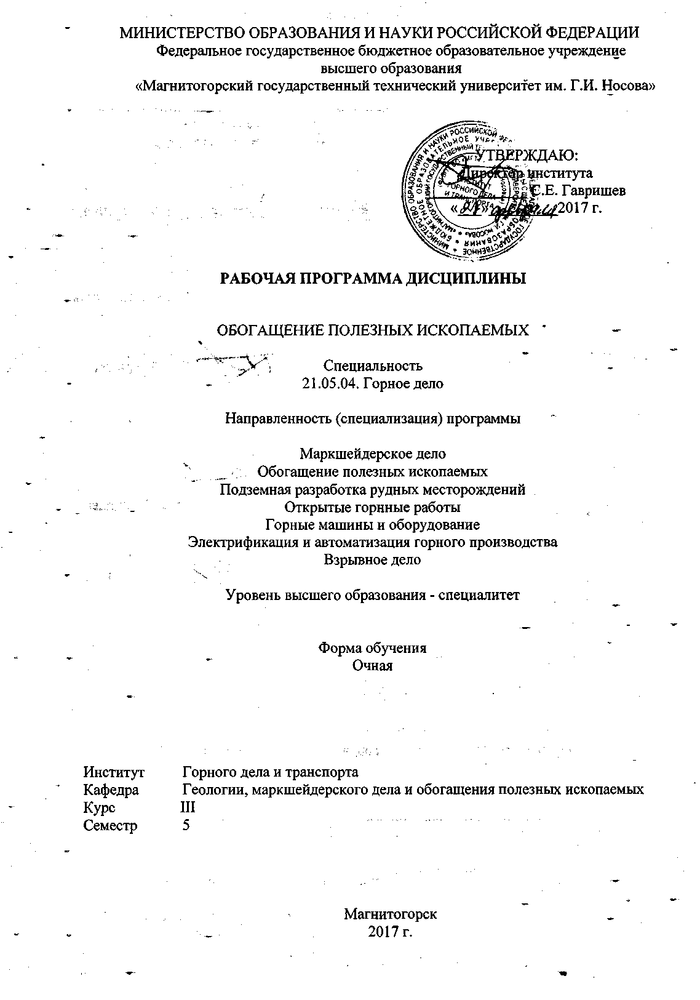 МИНИСТЕРСТВО ОБРАЗОВАНИЯ И НАУКИ РОССИЙСКОЙ ФЕДЕРАЦИИ
Федеральное государственное бюджетное образовательное учреждение
высшего образования
«Магнитогорский государственный технический университет им. Г.И. Носова»
УТВЕРЖДАЮ:
Директор института
С.Е. Гавришев
«21» февраля 2017 г.
РАБОЧАЯ ПРОГРАММА ДИСЦИПЛИНЫ
ОБОГАЩЕНИЕ ПОЛЕЗНЫХ ИСКОПАЕМЫХ
Специальность
21.05.04. Горное дело
Направленность (специализация) программы
Маркшейдерское дело
Обогащение полезных ископаемых
Подземная разработка рудных месторождений
Открытые горнные работы
Горные машины и оборудование
Электрификация и автоматизация горного производства
Взрывное дело
Уровень высшего образования - специалитет
Форма обучения
Очная
Институт Горного дела и транспорта
Кафедра Геологии, маркшейдерского дела и обогащения полезных ископаемых
Курс III
Семестр 5
Магнитогорск
2017 г.